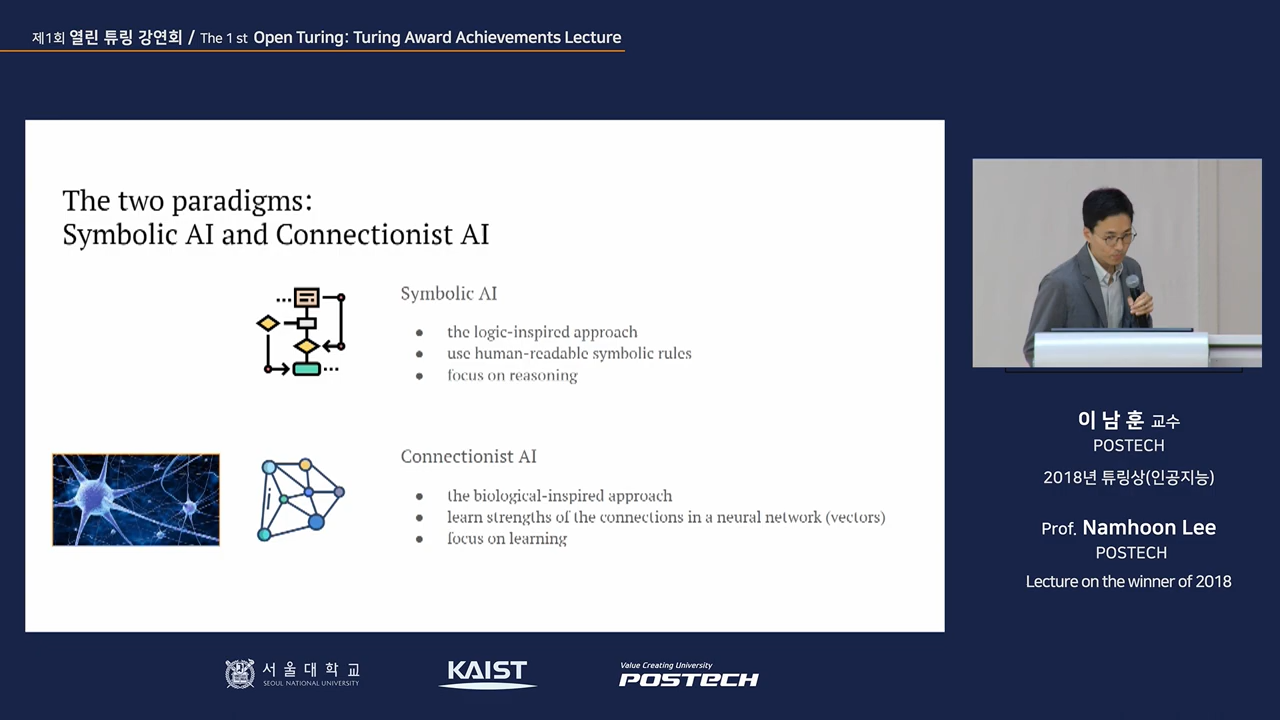 제1회 열린 튜링 강연회 / The 1 st Open Turing: Turing Award Achievements Lecture
The two paradigms:
Symbolic AI and Connectionist AI
Symbolic AI
● the logic-inspired approach
● use human-readable symbolic rules
● focus on reasoning
Connectionist AI
● the biological-inspired approach
● learn strengths of the connections in a neural network (vectors)
● focus on learning
이 남 훈 교수
POSTECH
2018년 튜링상(인공지능)
Prof. Namhoon Lee
POSTECH
Lecture on the winner of 2018
서울대학교
SEOUL NATIONAL UNIVERSITY
KAIST
Value Creating University
POSTECH